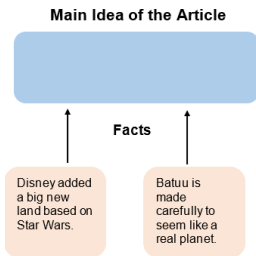 Main Idea of the Article
Facts
Disney added
a big new
land based on
Star Wars.
Batuu is
made
carefully to
seem like a
real planet.